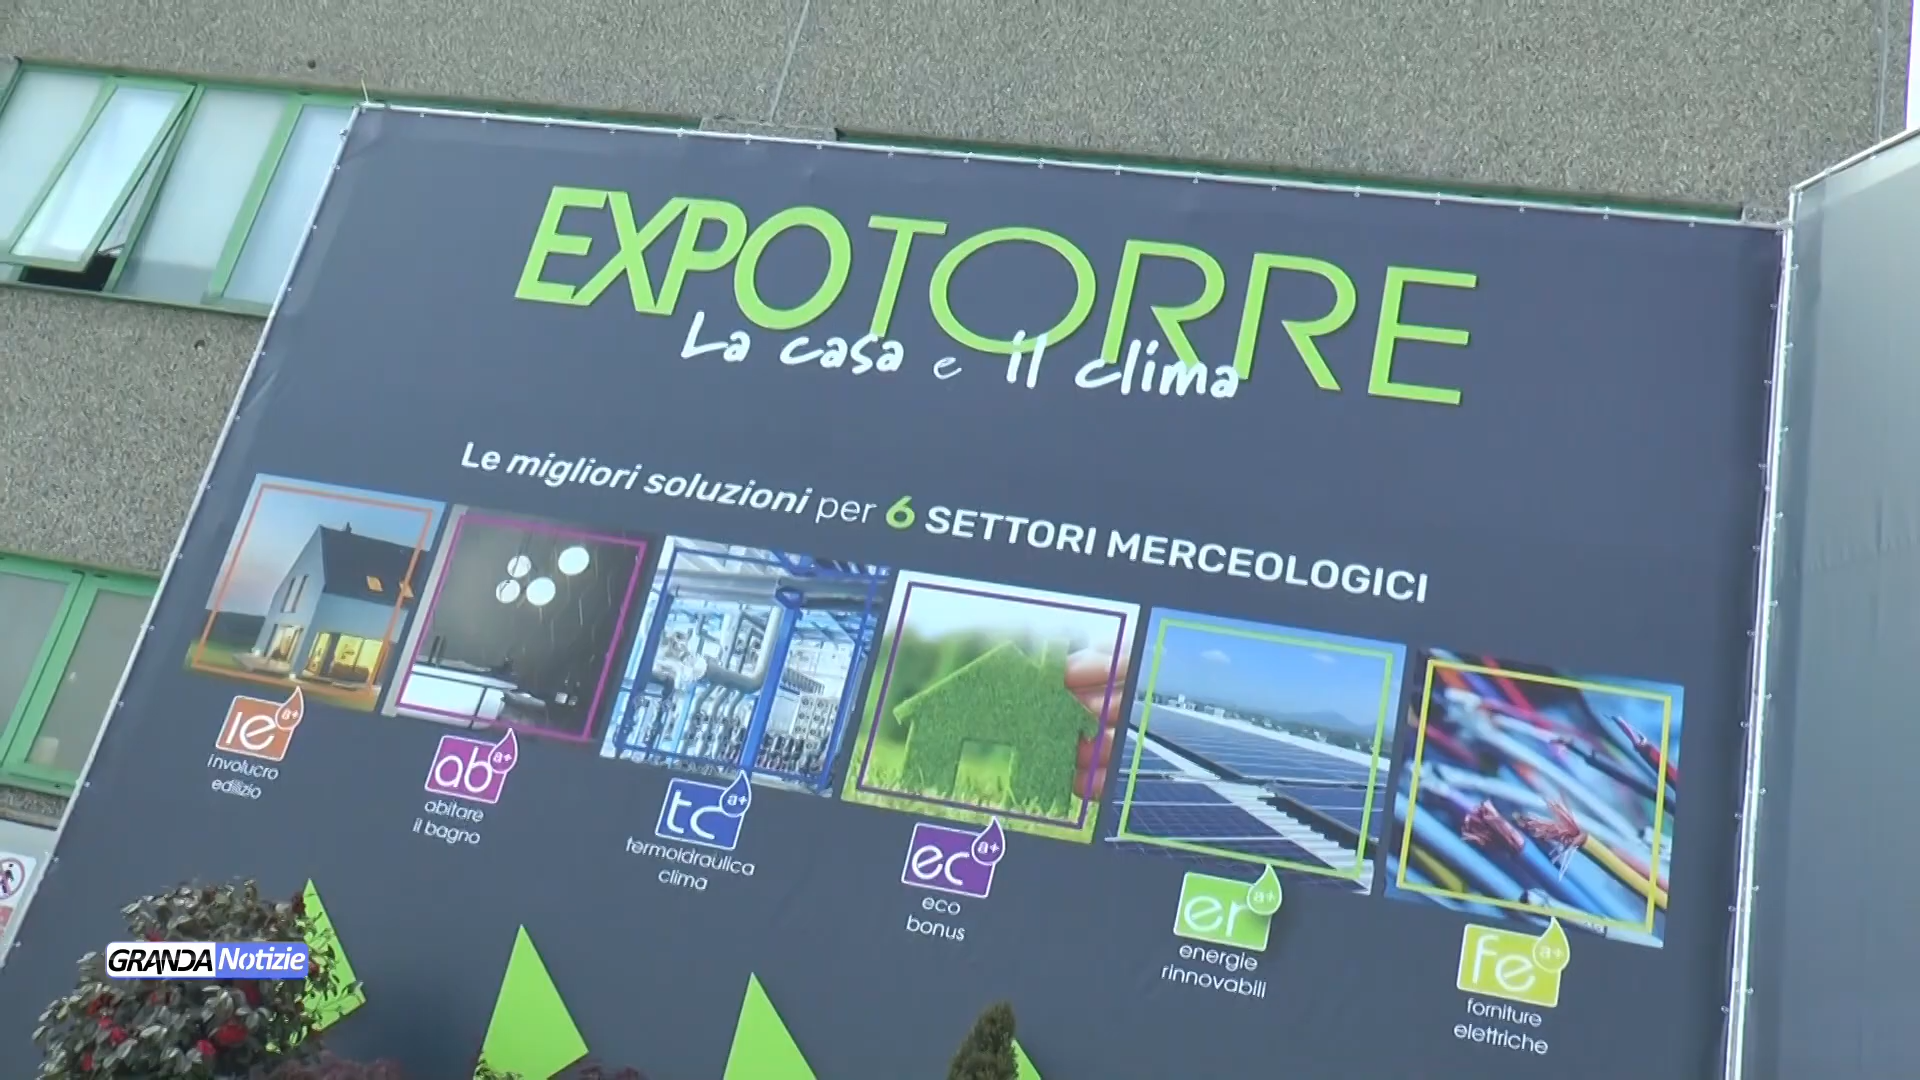 EXPOTORRE
La casa e il clima
Le migliori soluzioni per 6 SETTORI MERCEOLOGICI
ie a+
involucro
edilizio
ab a+
abitare
il bagno
tc a+
termoidraulica
clima
ec a+
eco
bonus
er a+
energie
rinnovabili
fe a+
forniture
elettriche
GRANDA Notizie